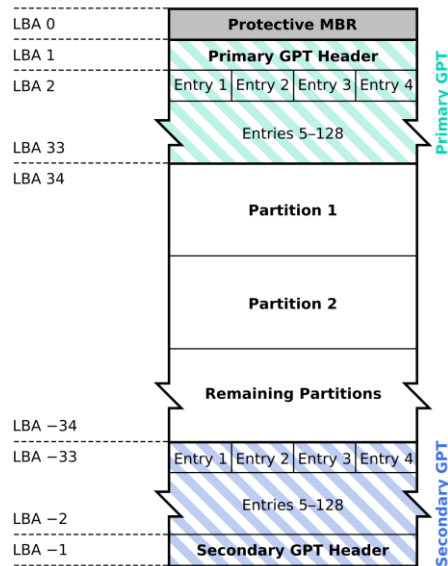 LBA 0
Protective MBR
LBA 1
Primary GPT Header
LBA 2
Entry 1 Entry 2 Entry 3 Entry 4
Entries 5–128
LBA 33
Primary GPT
LBA 34
Partition 1
Partition 2
Remaining Partitions
LBA −34
LBA −33
Entry 1 Entry 2 Entry 3 Entry 4
Entries 5–128
LBA −2
LBA −1
Secondary GPT Header
Secondary GPT